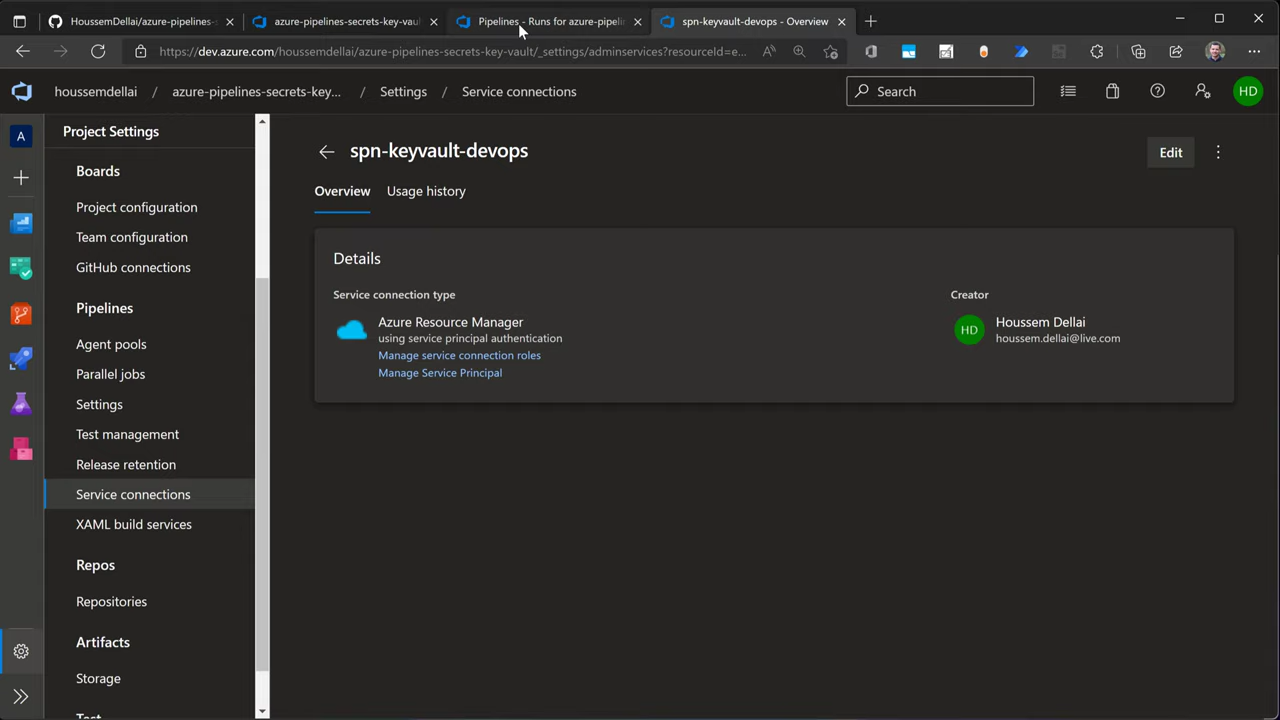 HoussemDellai/azure-pipelines-
azure-pipelines-secrets-key-vaul
Pipelines - Runs for azure-pipelin
spn-keyvault-devops - Overview
https://dev.azure.com/houssemdellai/azure-pipelines-secrets-key-vault/_settings/adminservices?resourceId=e...
houssemdellai / azure-pipelines-secrets-key... / Settings / Service connections
Search
HD
A
Project Settings
Boards
Project configuration
Team configuration
GitHub connections
Pipelines
Agent pools
Parallel jobs
Settings
Test management
Release retention
Service connections
XAML build services
Repos
Repositories
Artifacts
Storage
Test
spn-keyvault-devops
Edit
Overview
Usage history
Details
Service connection type
Azure Resource Manager
using service principal authentication
Manage service connection roles
Manage Service Principal
Creator
HD
Houssem Dellai
houssem.dellai@live.com